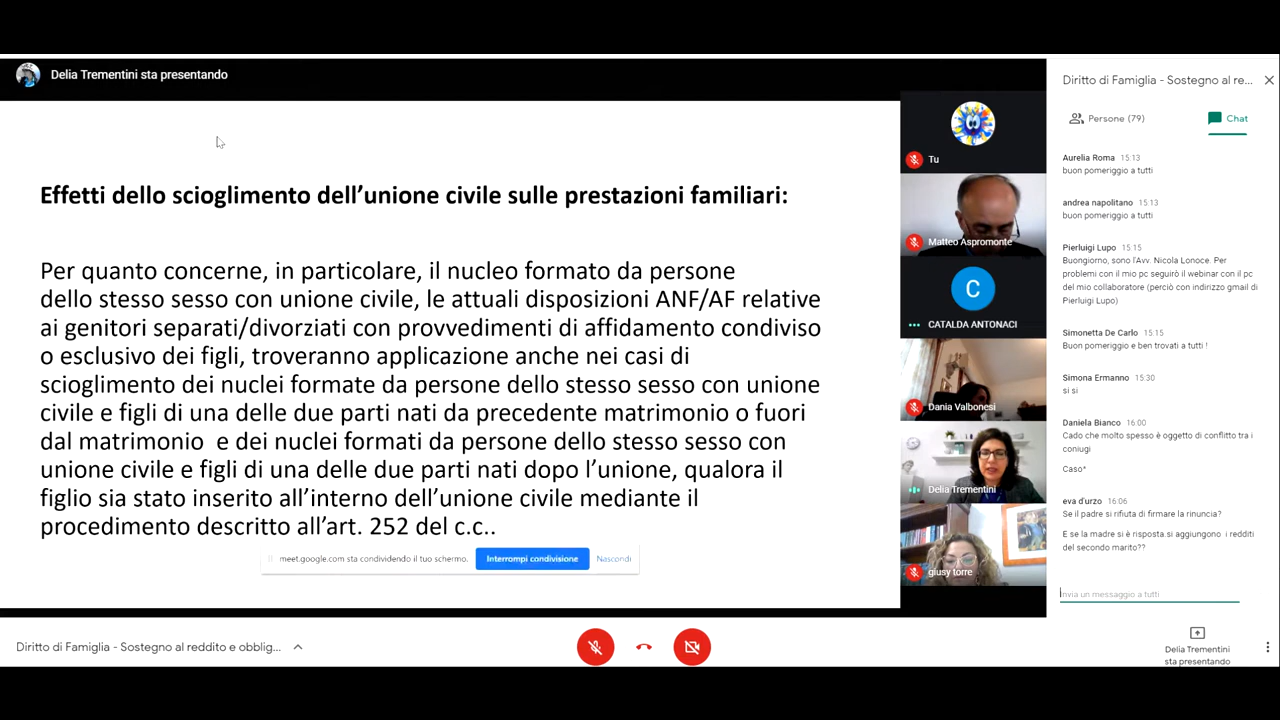 Delia Trementini sta presentando
Effetti dello scioglimento dell'unione civile sulle prestazioni familiari:
Per quanto concerne, in particolare, il nucleo formato da persone
dello stesso sesso con unione civile, le attuali disposizioni ANF/AF relative
ai genitori separati/divorziati con provvedimenti di affidamento condiviso
o esclusivo dei figli, troveranno applicazione anche nei casi di
scioglimento dei nuclei formate da persone dello stesso sesso con unione
civile e figli di una delle due parti nati da precedente matrimonio o fuori
dal matrimonio e dei nuclei formati da persone dello stesso sesso con
unione civile e figli di una delle due parti nati dopo l'unione, qualora il
figlio sia stato inserito all'interno dell'unione civile mediante il
procedimento descritto all'art. 252 del c.c..
meet.google.com sta condividendo il tuo schermo.
Interrompi condivisione
Nascondi
Tu
Matteo Aspromonte
C
CATALDA ANTONACI
Dania Valbonesi
Delia Trementini
giusy torre
Diritto di Famiglia - Sostegno al re...
Persone (79)
Chat
Aurelia Roma 15:13
buon pomeriggio a tutti
andrea napolitano 15:13
buon pomeriggio a tutti
Pierluigi Lupo 15:15
Buongiorno, sono l'Avv. Nicola Lonoce. Per
problemi con il mio pc seguirò il webinar con il pc
del mio collaboratore (perciò con indirizzo gmail di
Pierluigi Lupo)
Simonetta De Carlo 15:15
Buon pomeriggio e ben trovati a tutti !
Simona Ermanno 15:30
si si
Daniela Bianco 16:00
Cado che molto spesso è oggetto di conflitto tra i
coniugi
Caso*
eva d'urzo 16:06
Se il padre si rifiuta di firmare la rinuncia?
E se la madre si è risposta.si aggiungono i redditi
del secondo marito??
Invia un messaggio a tutti
Diritto di Famiglia - Sostegno al reddito e obblig...
Delia Trementini
sta presentando